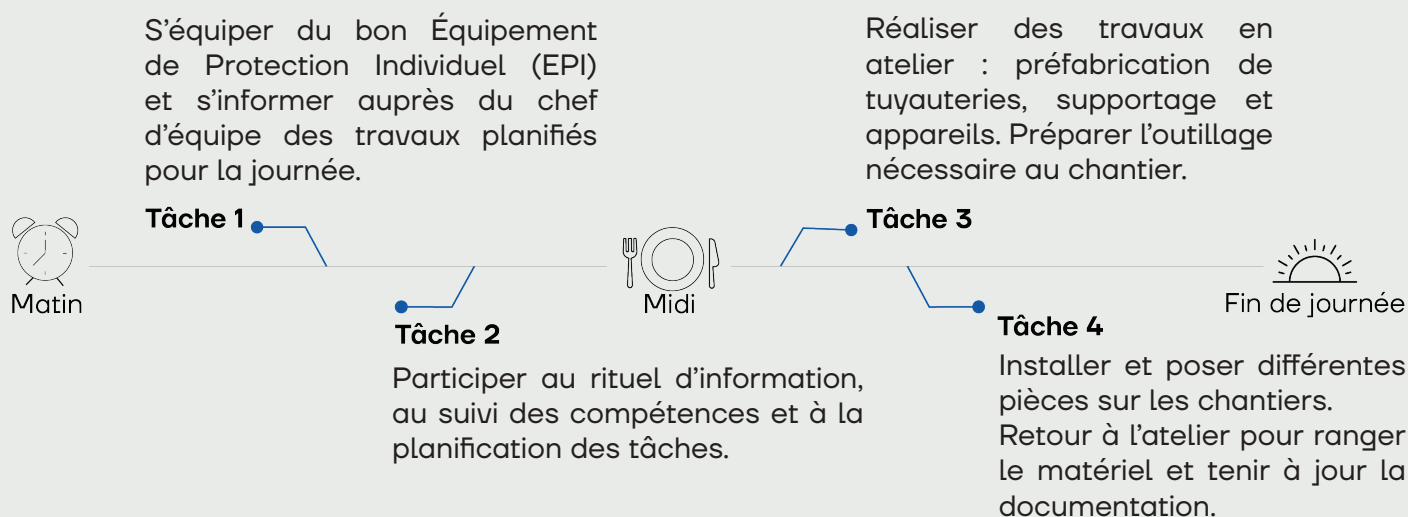 S’équiper du bon Équipement
de Protection Individuel (EPI)
et s’informer auprès du chef
d’équipe des travaux planifiés
pour la journée.
Tâche 1
Réaliser des travaux en
atelier : préfabrication de
tuyauteries, supportage et
appareils. Préparer l’outillage
nécessaire au chantier.
Tâche 3
Matin
Midi
Fin de journée
Tâche 2
Participer au rituel d’information,
au suivi des compétences et à la
planification des tâches.
Tâche 4
Installer et poser différentes
pièces sur les chantiers.
Retour à l’atelier pour ranger
le matériel et tenir à jour la
documentation.